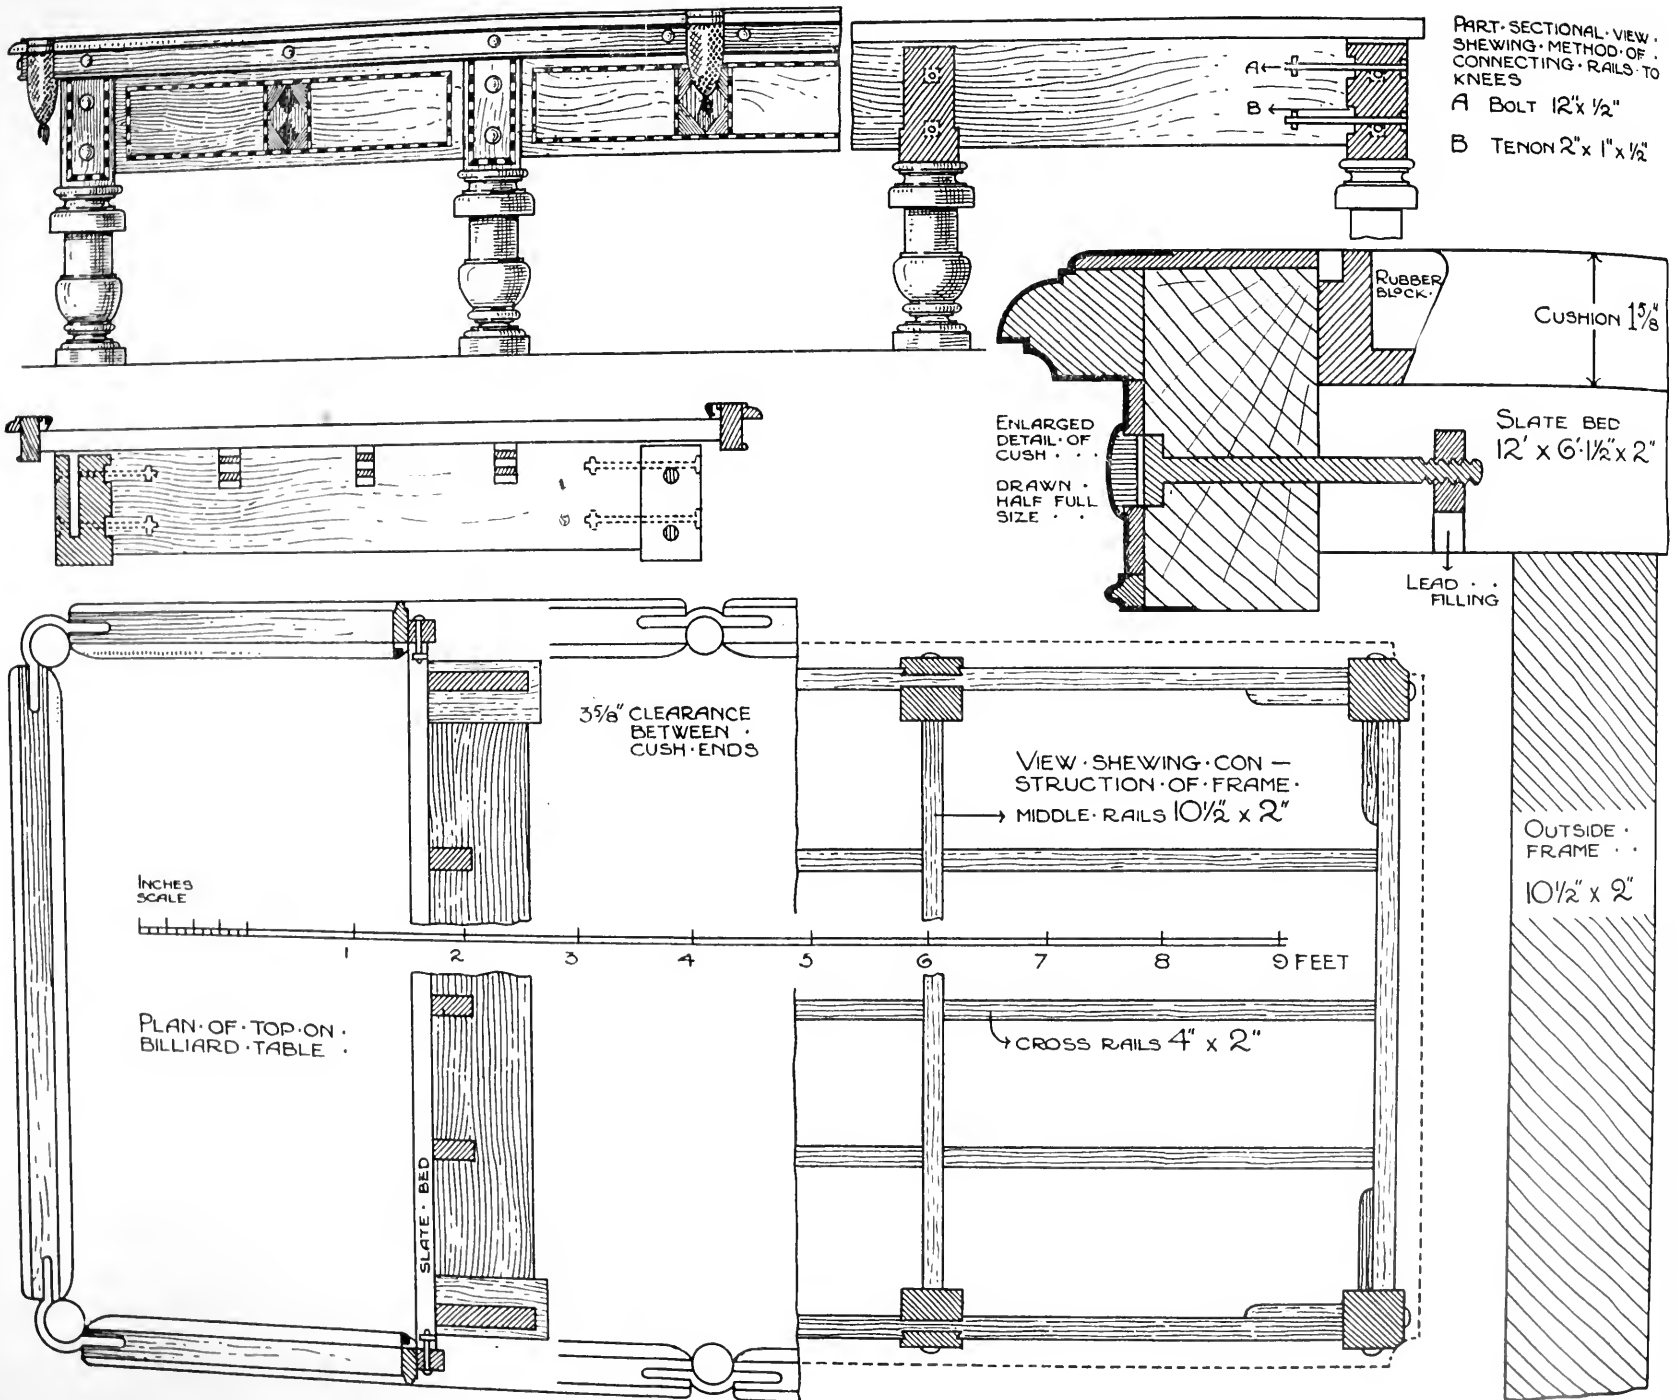 PART·SECTIONAL·VIEW·
SHEWING·METHOD·OF·
CONNECTING·RAILS·TO
KNEES
A BOLT 12" x ½"
B TENON 2" x 1" x ½"
A
B
RUBBER
BLOCK·
CUSHION 1⅝"
ENLARGED
DETAIL·OF
CUSH · · ·
DRAWN ·
HALF FULL
SIZE · ·
SLATE BED
12' x 6'·1½" x 2"
LEAD · ·
FILLING
3⅝" CLEARANCE
BETWEEN ·
CUSH·ENDS
VIEW·SHEWING·CON–
STRUCTION·OF·FRAME·
MIDDLE·RAILS 10½" x 2"
OUTSIDE ·
FRAME · ·
10½" x 2"
INCHES
SCALE
1 2 3 4 5 6 7 8 9 FEET
PLAN·OF·TOP·ON·
BILLIARD·TABLE ·
CROSS RAILS 4" x 2"
SLATE · BED